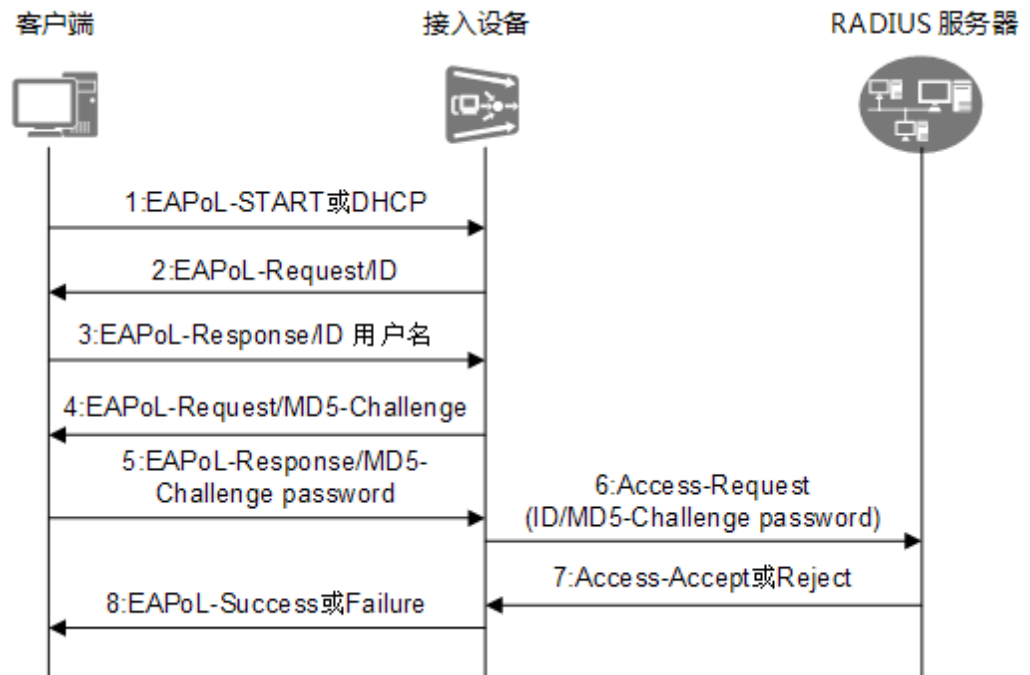 客户端
接入设备
RADIUS 服务器
1:EAPoL-START或DHCP
2:EAPoL-Request/ID
3:EAPoL-Response/ID 用户名
4:EAPoL-Request/MD5-Challenge
5:EAPoL-Response/MD5-
Challenge password
6:Access-Request
(ID/MD5-Challenge password)
7:Access-Accept或Reject
8:EAPoL-Success或Failure